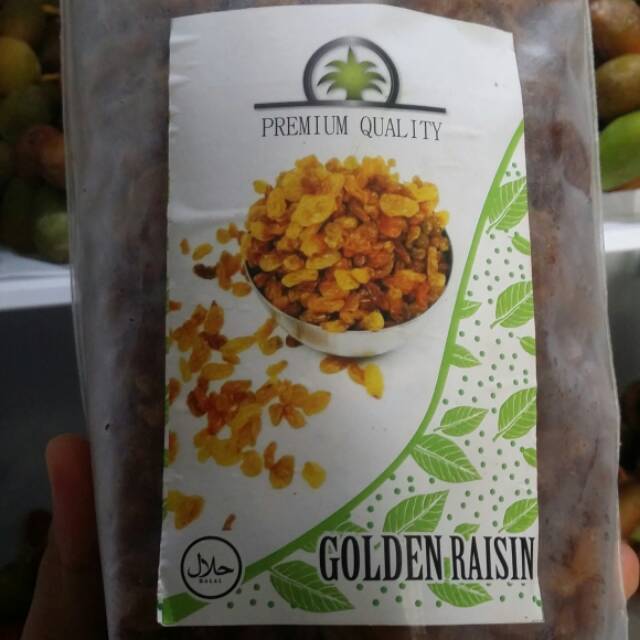 PREMIUM QUALITY
حلال
HALAL
GOLDEN RAISIN